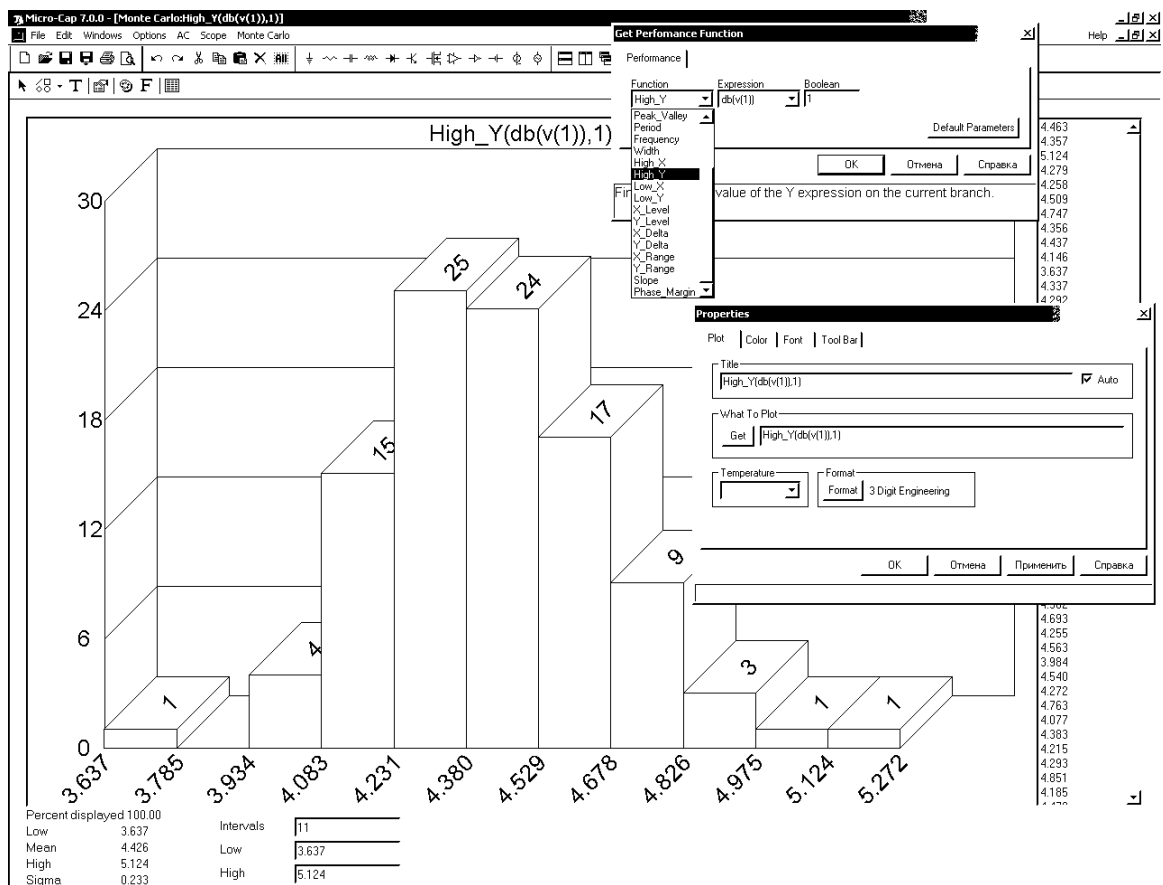 Micro-Cap 7.0.0 - [Monte Carlo:High_Y(db(v(1)),1)]
File Edit Windows Options AC Scope Monte Carlo Help
T F
High_Y(db(v(1)),1)
30
24
18
12
6
0
1
4
15
25
24
17
9
3
1
1
3.637
3.785
3.934
4.083
4.231
4.380
4.529
4.678
4.826
4.975
5.124
5.272
Percent displayed 100.00
Low 3.637
Mean 4.426
High 5.124
Sigma 0.233
Intervals 11
Low 3.637
High 5.124
Get Perfomance Function
Performance
Function Expression Boolean
High_Y db(v(1)) 1
Peak_Valley
Period
Frequency
Width
High_X
High_Y
Low_X
Low_Y
X_Level
Y_Level
X_Delta
Y_Delta
X_Range
Y_Range
Slope
Phase_Margin
Default Parameters
OK Отмена Справка
value of the Y expression on the current branch.
Properties
Plot Color Font Tool Bar
Title
High_Y(db(v(1)),1) Auto
What To Plot
Get High_Y(db(v(1)),1)
Temperature Format
Format 3 Digit Engineering
OK Отмена Применить Справка
4.463
4.357
5.124
4.279
4.258
4.509
4.747
4.356
4.437
4.146
3.637
4.337
4.292
4.693
4.255
4.563
3.984
4.540
4.272
4.763
4.077
4.383
4.215
4.293
4.851
4.185